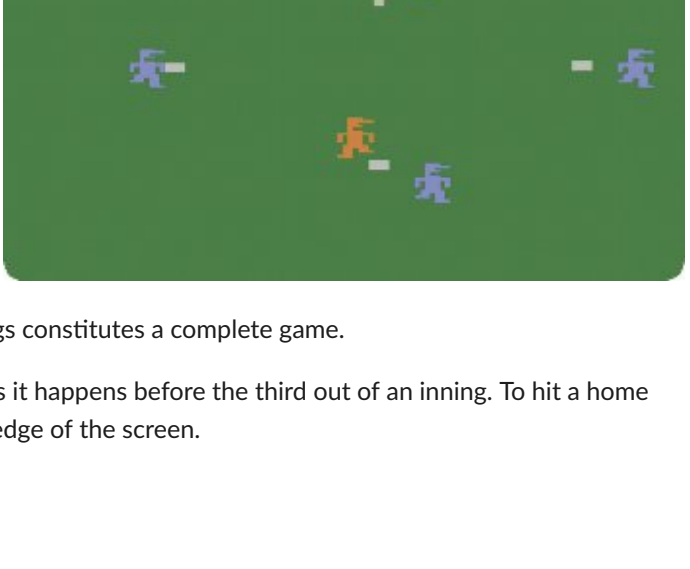 gs constitutes a complete game.
s it happens before the third out of an inning. To hit a home
edge of the screen.